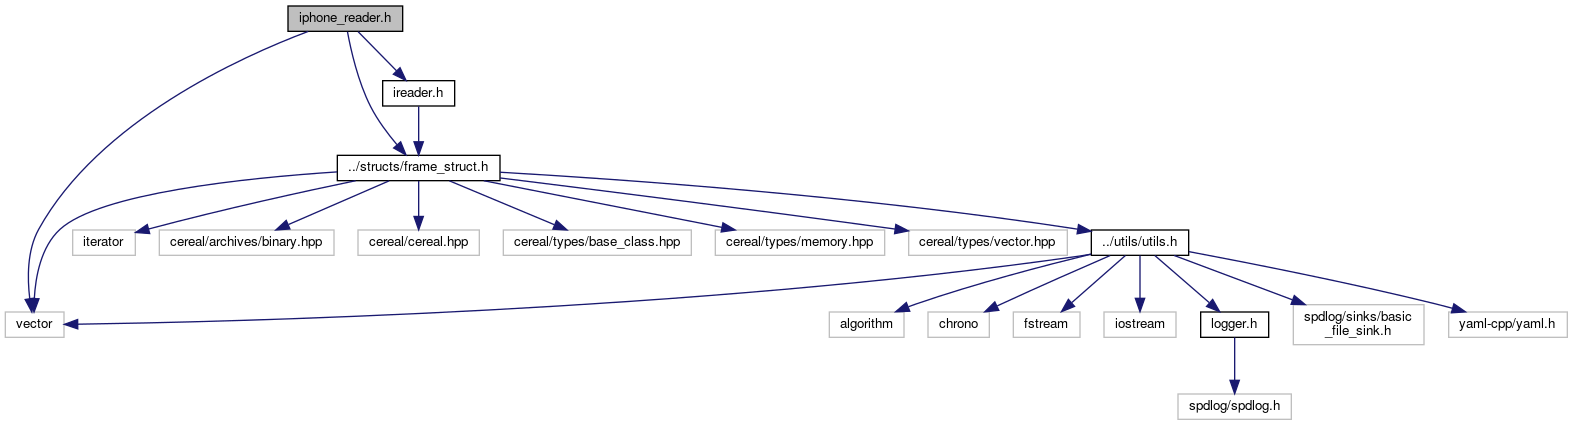 iphone_reader.h
ireader.h
../structs/frame_struct.h
iterator
cereal/archives/binary.hpp
cereal/cereal.hpp
cereal/types/base_class.hpp
cereal/types/memory.hpp
cereal/types/vector.hpp
../utils/utils.h
vector
algorithm
chrono
fstream
iostream
logger.h
spdlog/sinks/basic
_file_sink.h
yaml-cpp/yaml.h
spdlog/spdlog.h